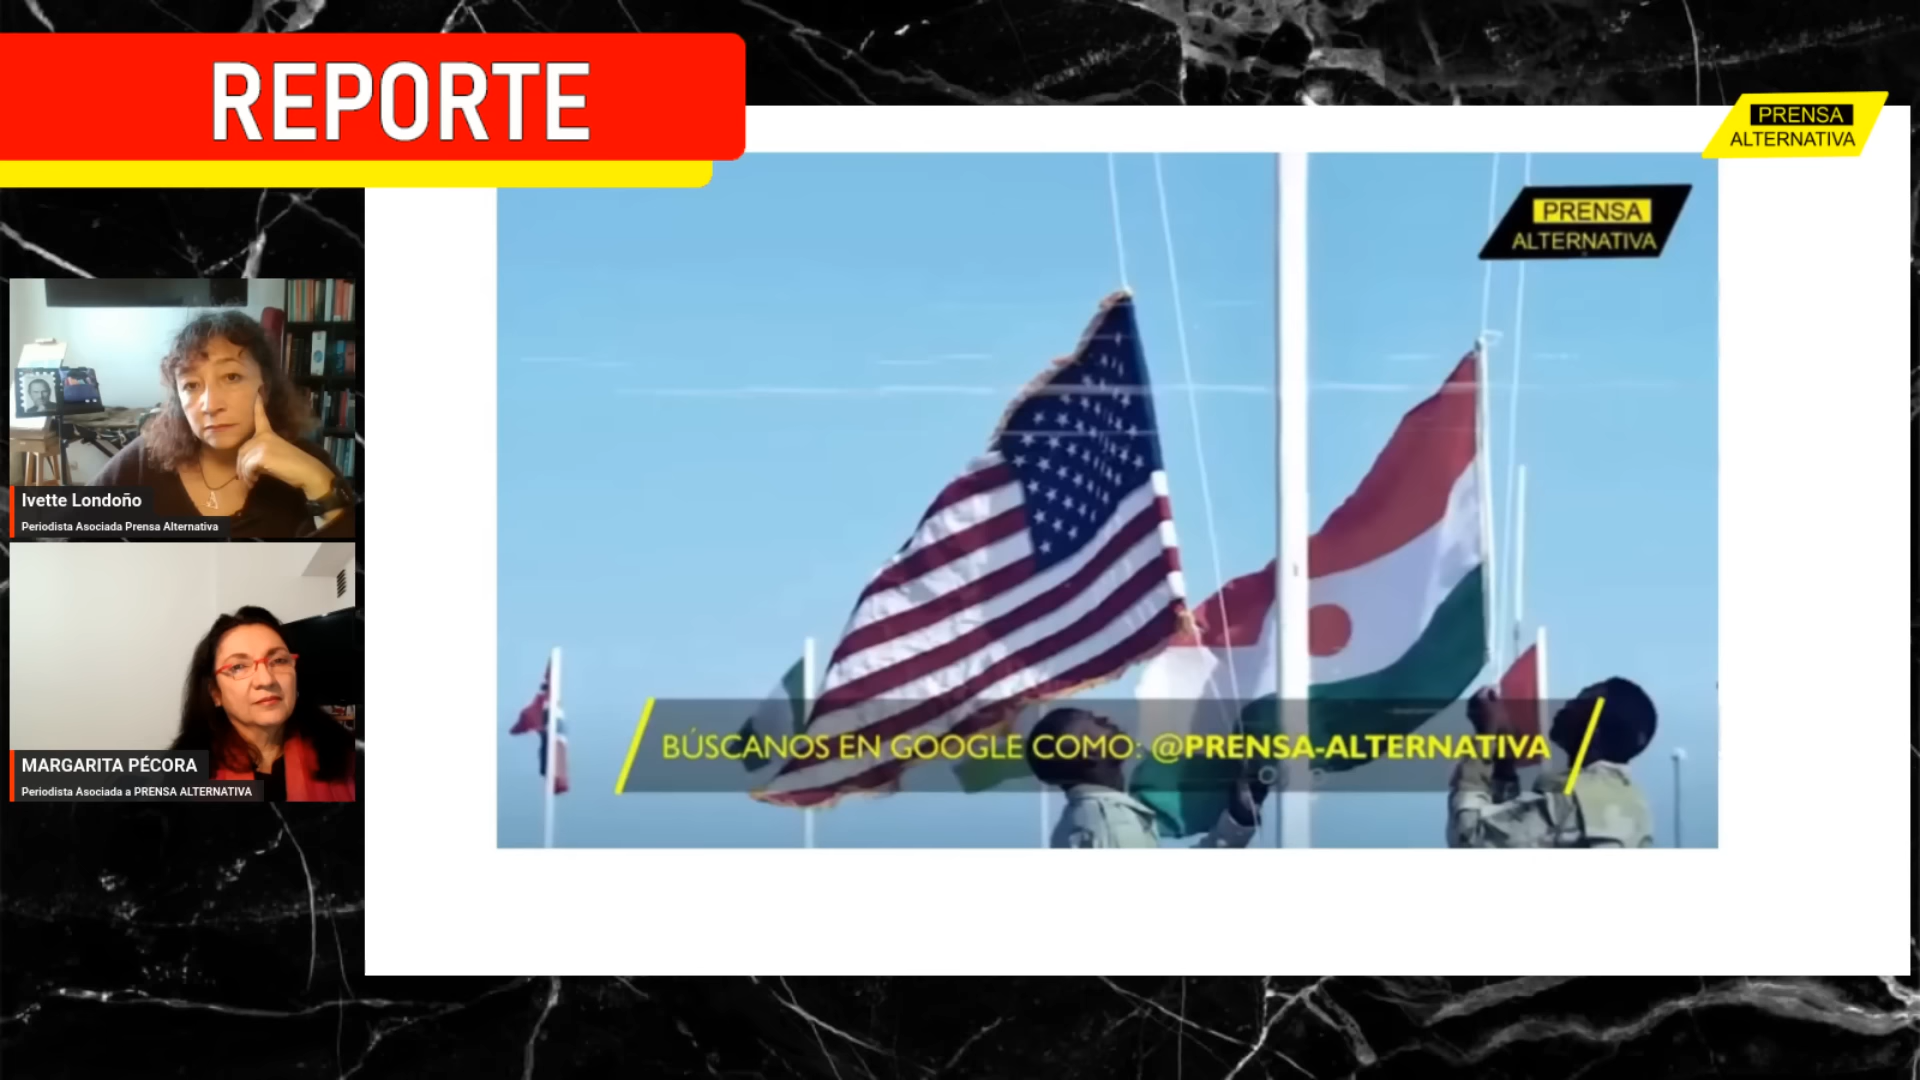 REPORTE
PRENSA
ALTERNATIVA
PRENSA
ALTERNATIVA
Ivette Londoño
Periodista Asociada Prensa Alternativa
MARGARITA PÉCORA
Periodista Asociada a PRENSA ALTERNATIVA
BÚSCANOS EN GOOGLE COMO: @PRENSA-ALTERNATIVA